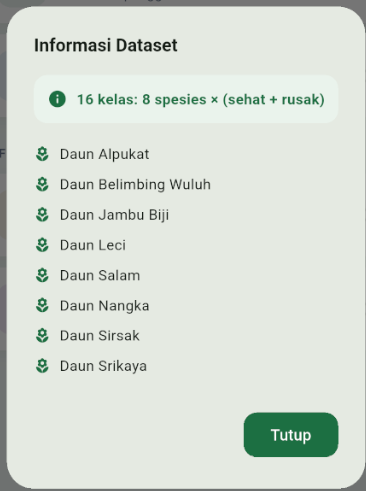 Informasi Dataset
16 kelas: 8 spesies × (sehat + rusak)
Daun Alpukat
Daun Belimbing Wuluh
Daun Jambu Biji
Daun Leci
Daun Salam
Daun Nangka
Daun Sirsak
Daun Srikaya
Tutup